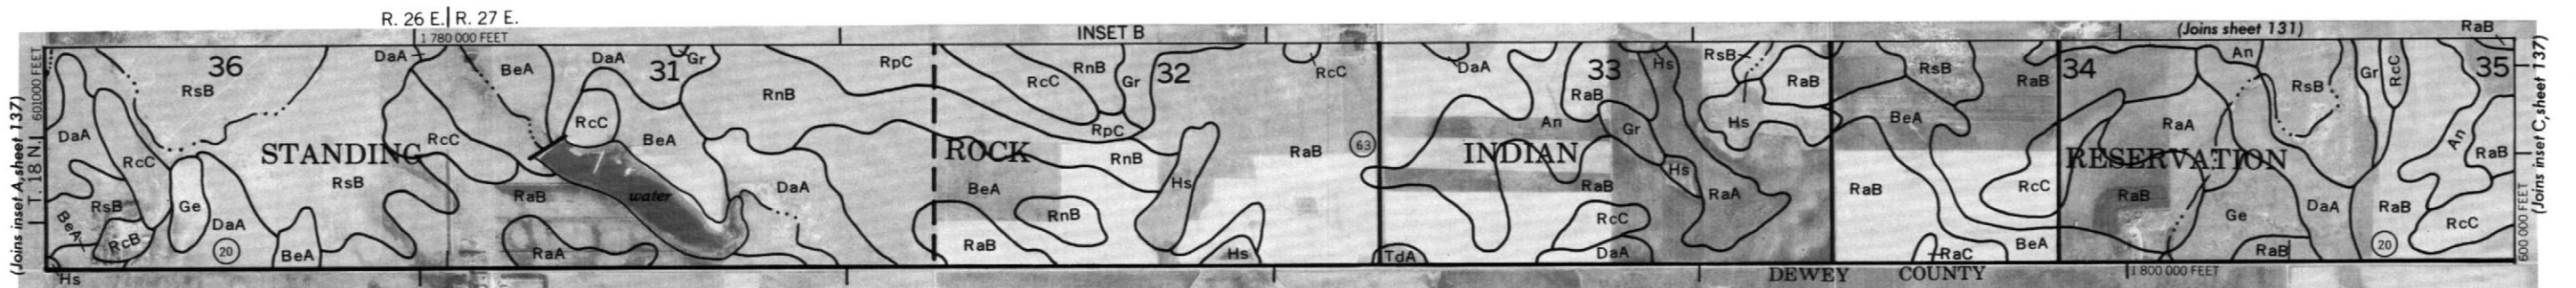 R. 26 E. | R. 27 E.
1 780 000 FEET
INSET B
(Joins sheet 131)
RaB
(Joins inset A, sheet 137)
T. 18 N.
601000 FEET
36
31
32
33
34
35
RsB
DaA
BeA
DaA
Gr
RpC
RnB
RcC
RnB
Gr
RcC
DaA
RaB
Hs
RsB
RaB
RsB
RaB
An
RsB
Gr
RcC
DaA
RcC
RcC
RcC
BeA
RpC
RnB
RaB
63
An
Gr
Hs
BeA
RaA
An
RaB
STANDING
ROCK
INDIAN
RESERVATION
RsB
RaB
water
DaA
BeA
RnB
Hs
RaB
Hs
RaA
RaB
RcC
RaB
Ge
DaA
RaB
RcC
RsB
Ge
BeA
RcB
DaA
20
BeA
RaA
RaB
Hs
TdA
RcC
DaA
RaC
BeA
RaB
20
Hs
DEWEY COUNTY
1 800 000 FEET
600 000 FEET
(Joins inset C, sheet 137)